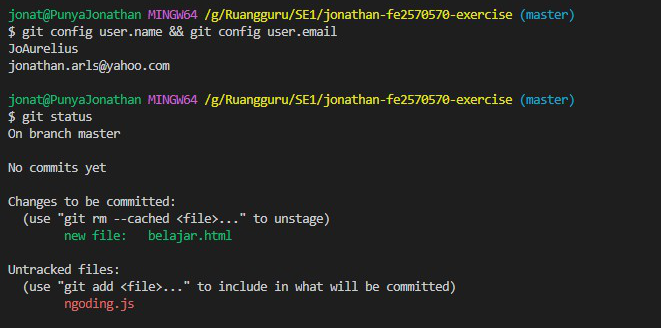 jonat@PunyaJonathan MINGW64 /g/Ruangguru/SE1/jonathan-fe2570570-exercise (master)
$ git config user.name && git config user.email
JoAurelius
jonathan.arls@yahoo.com
jonat@PunyaJonathan MINGW64 /g/Ruangguru/SE1/jonathan-fe2570570-exercise (master)
$ git status
On branch master
No commits yet
Changes to be committed:
(use "git rm --cached <file>..." to unstage)
new file: belajar.html
Untracked files:
(use "git add <file>..." to include in what will be committed)
ngoding.js